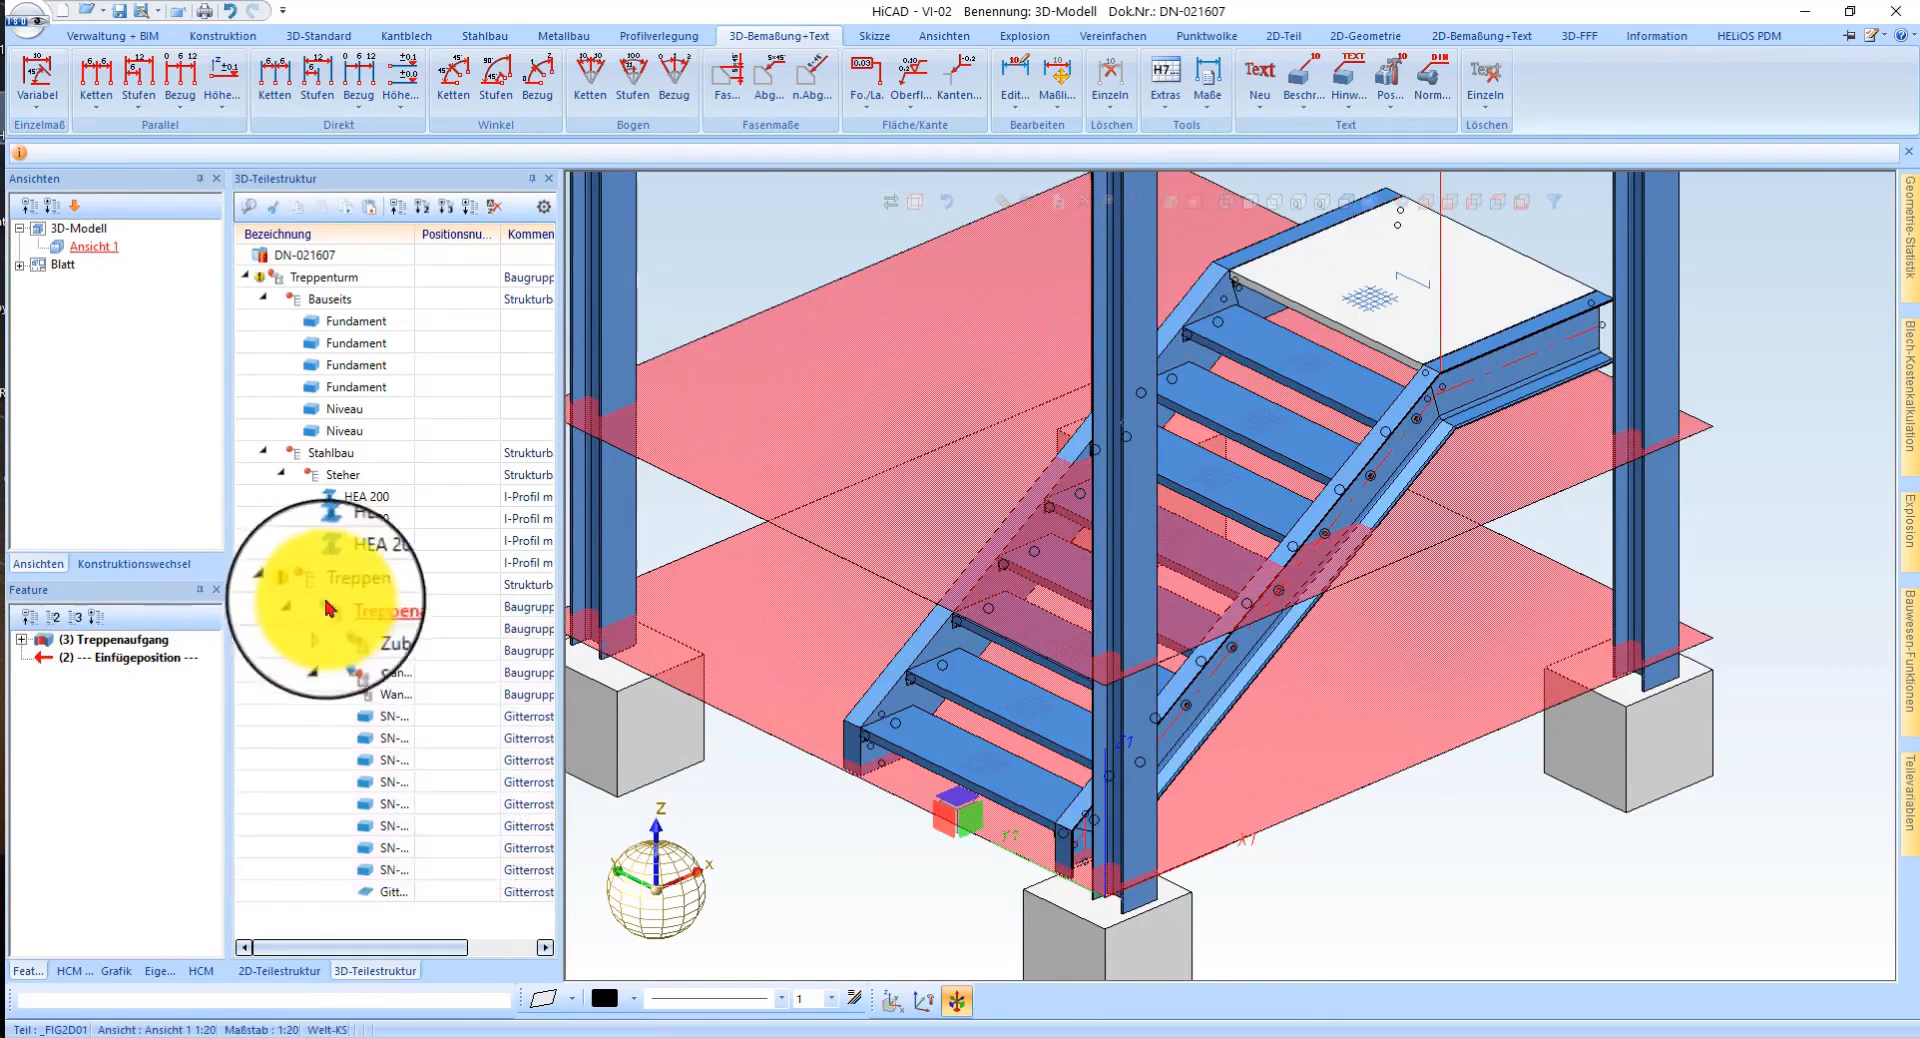 HiCAD - VI-02 Benennung: 3D-Modell Dok.Nr.: DN-021607
Verwaltung + BIM Konstruktion 3D-Standard Kantblech Stahlbau Metallbau Profilverlegung 3D-Bemaßung+Text Skizze Ansichten Explosion Vereinfachen Punktwolke 2D-Teil 2D-Geometrie 2D-Bemaßung+Text 3D-FFF Information HELiOS PDM
Variabel Ketten Stufen Bezug Höhe... Ketten Stufen Bezug Höhe... Ketten Stufen Bezug Ketten Stufen Bezug Fas... Abg... n.Abg... Fo./La. Oberfl... Kanten... Edit... Maßli... Einzeln Extras Maße Neu Beschr... Hinw... Pos... Norm... Einzeln
Einzelmaß Parallel Direkt Winkel Bogen Fasenmaße Fläche/Kante Bearbeiten Löschen Tools Text Löschen
Ansichten
3D-Modell
Ansicht 1
Blatt
Ansichten Konstruktionswechsel
Feature
(3) Treppenaufgang
(2) --- Einfügeposition ---
Feat... HCM ... Grafik Eige... HCM
3D-Teilestruktur
Bezeichnung Positionsnu... Kommen
DN-021607
Treppenturm Baugrupp
Bauseits Strukturb
Fundament
Fundament
Fundament
Fundament
Niveau
Niveau
Stahlbau Strukturb
Steher Strukturb
HEA 200 I-Profil m
I-Profil m
HEA 20 I-Profil m
I-Profil m
Treppen Strukturb
Treppena Baugrupp
Baugrupp
Zub Baugrupp
Baugrupp
Wan... Baugrupp
SN-... Gitterrost
SN-... Gitterrost
SN-... Gitterrost
SN-... Gitterrost
SN-... Gitterrost
SN-... Gitterrost
SN-... Gitterrost
SN-... Gitterrost
Gitt... Gitterrost
2D-Teilestruktur 3D-Teilestruktur
Z1
Y1
X1
Z
Y
X
Geometrie-Statistik
Blech-Kostenkalkulation
Explosion
Bauwesen-Funktionen
Teilevariablen
1
Teil : _FIG2D01 Ansicht : Ansicht 1 1:20 Maßstab : 1:20 Welt-KS